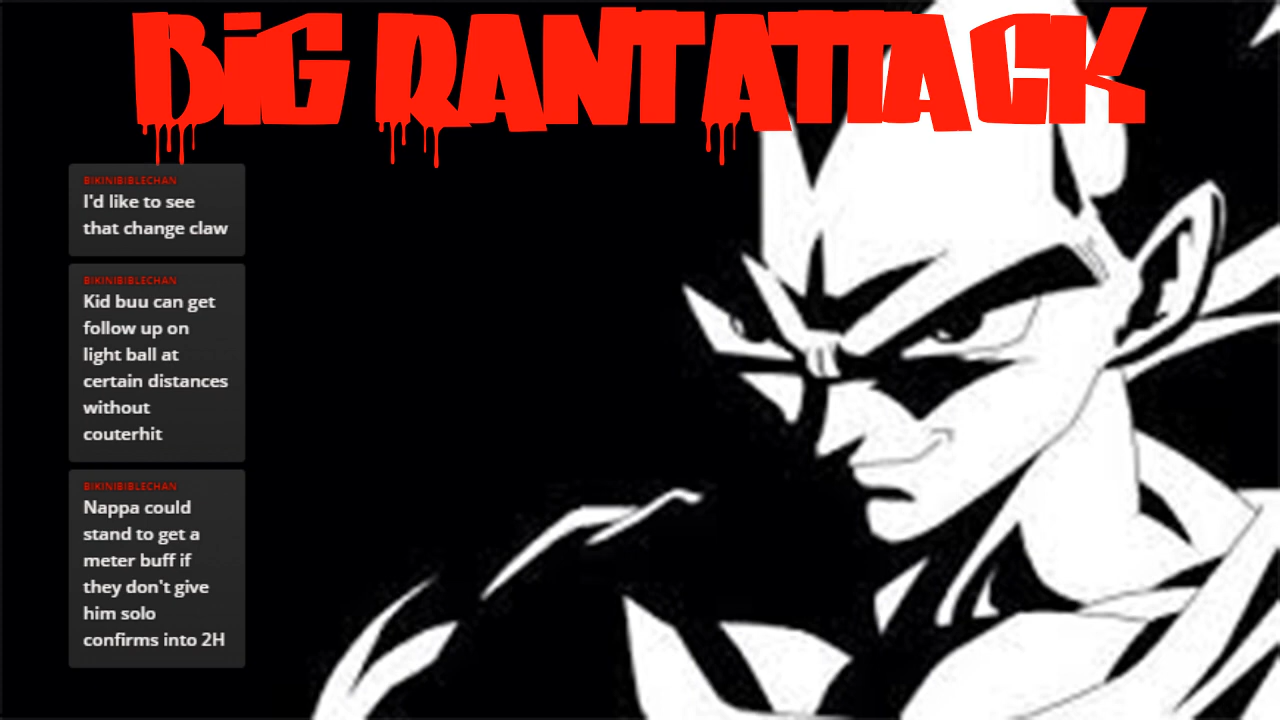 BiG RANT ATTACK
BIKINIBIBLECHAN
I'd like to see
that change claw
BIKINIBIBLECHAN
Kid buu can get
follow up on
light ball at
certain distances
without
couterhit
BIKINIBIBLECHAN
Nappa could
stand to get a
meter buff if
they don't give
him solo
confirms into 2H